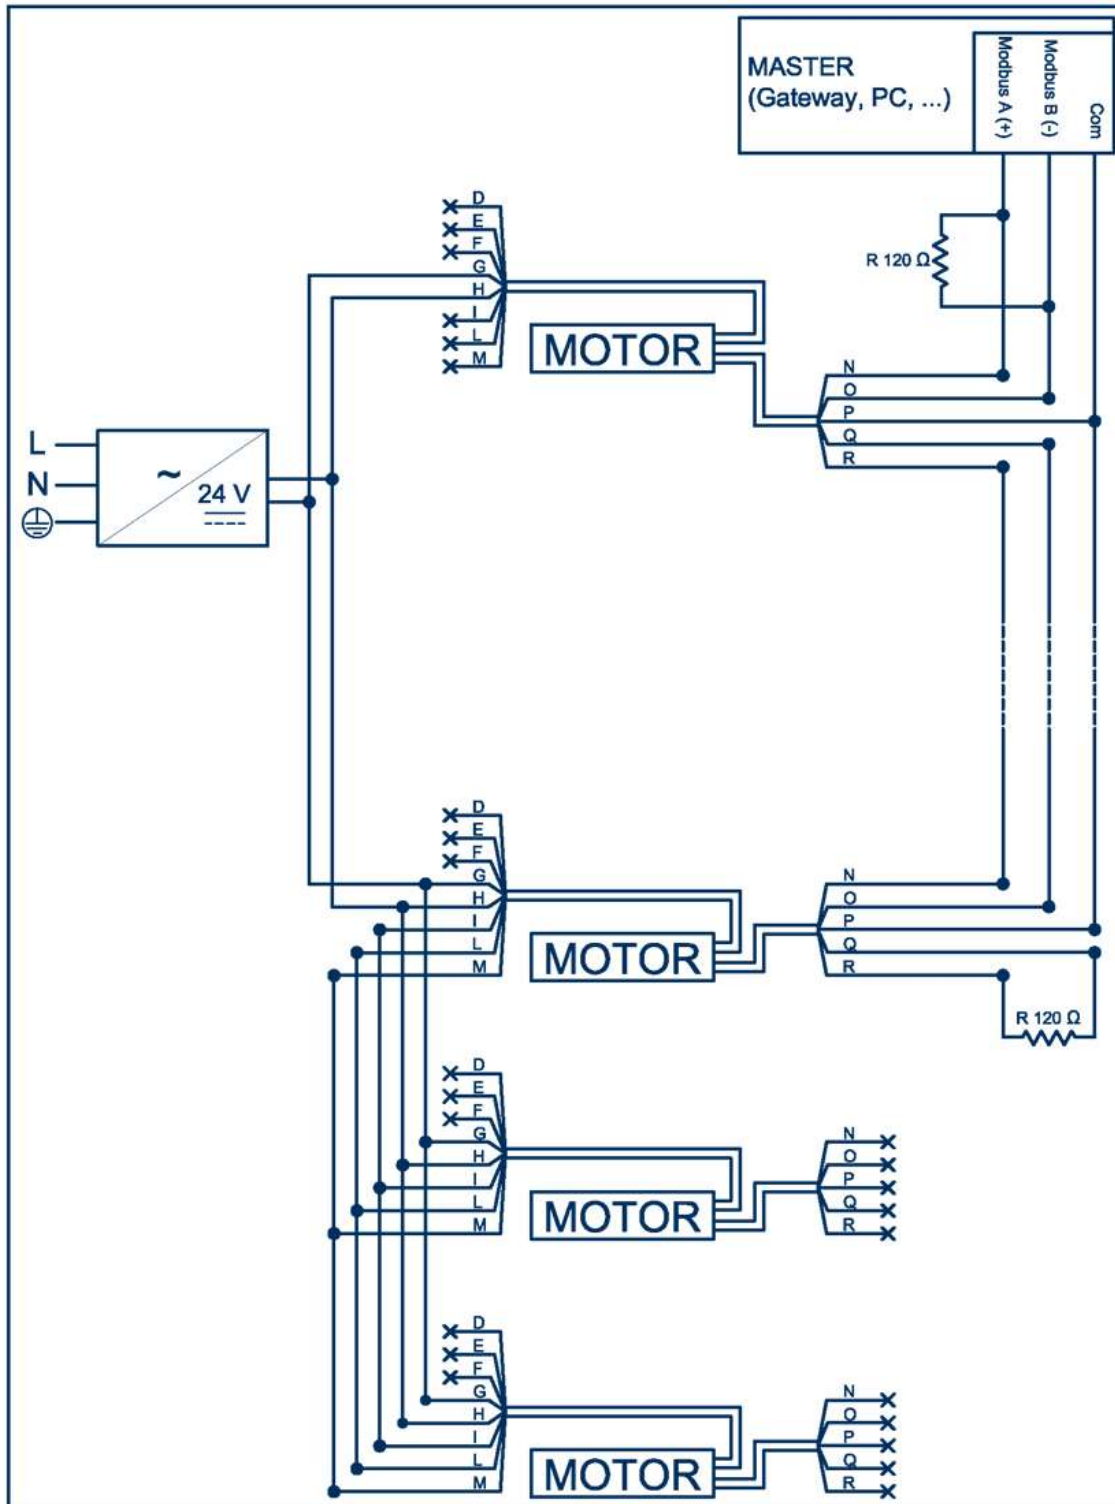 MASTER
(Gateway, PC, ...)
Modbus A (+)
Modbus B (-)
Com
R 120 Ω
D
E
F
G
H
I
L
M
MOTOR
N
O
P
Q
R
L
N
~
24 V
D
E
F
G
H
I
L
M
MOTOR
N
O
P
Q
R
R 120 Ω
D
E
F
G
H
I
L
M
MOTOR
N
O
P
Q
R
D
E
F
G
H
I
L
M
MOTOR
N
O
P
Q
R